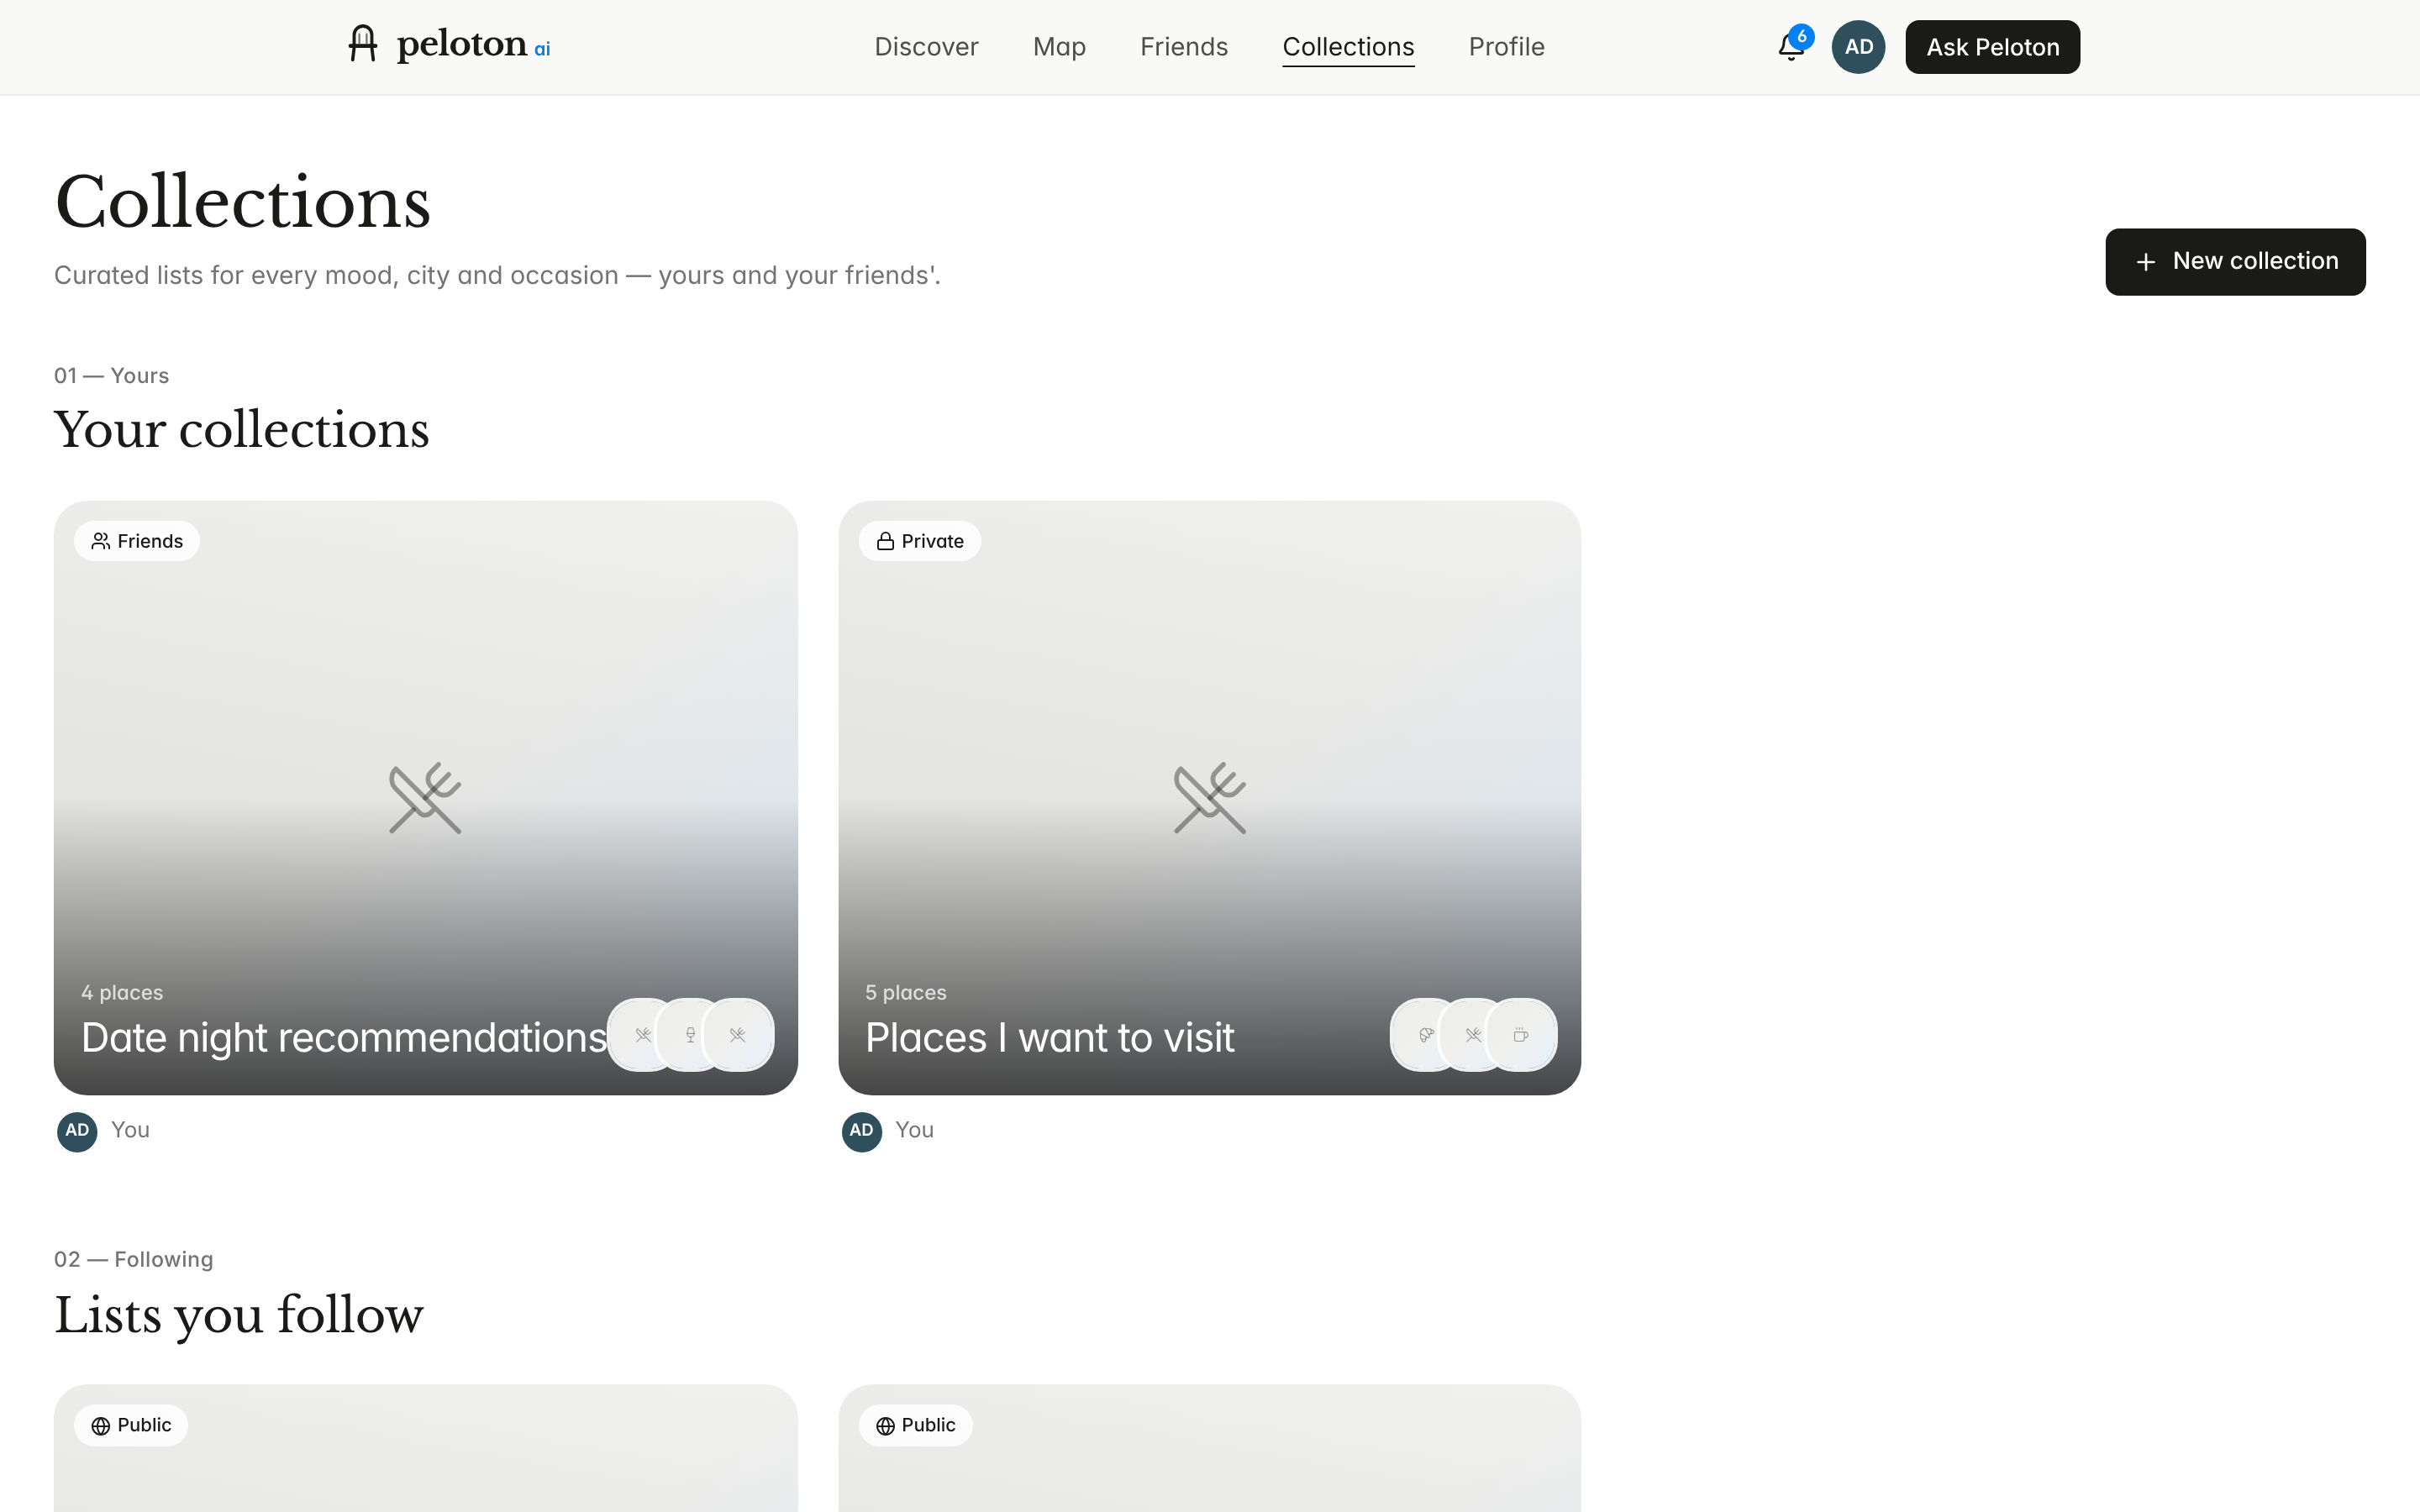 peloton ai
Discover Map Friends Collections Profile
6
AD
Ask Peloton
Collections
Curated lists for every mood, city and occasion — yours and your friends'.
+ New collection
01 — Yours
Your collections
Friends
4 places
Date night recommendations
AD You
Private
5 places
Places I want to visit
AD You
02 — Following
Lists you follow
Public
Public